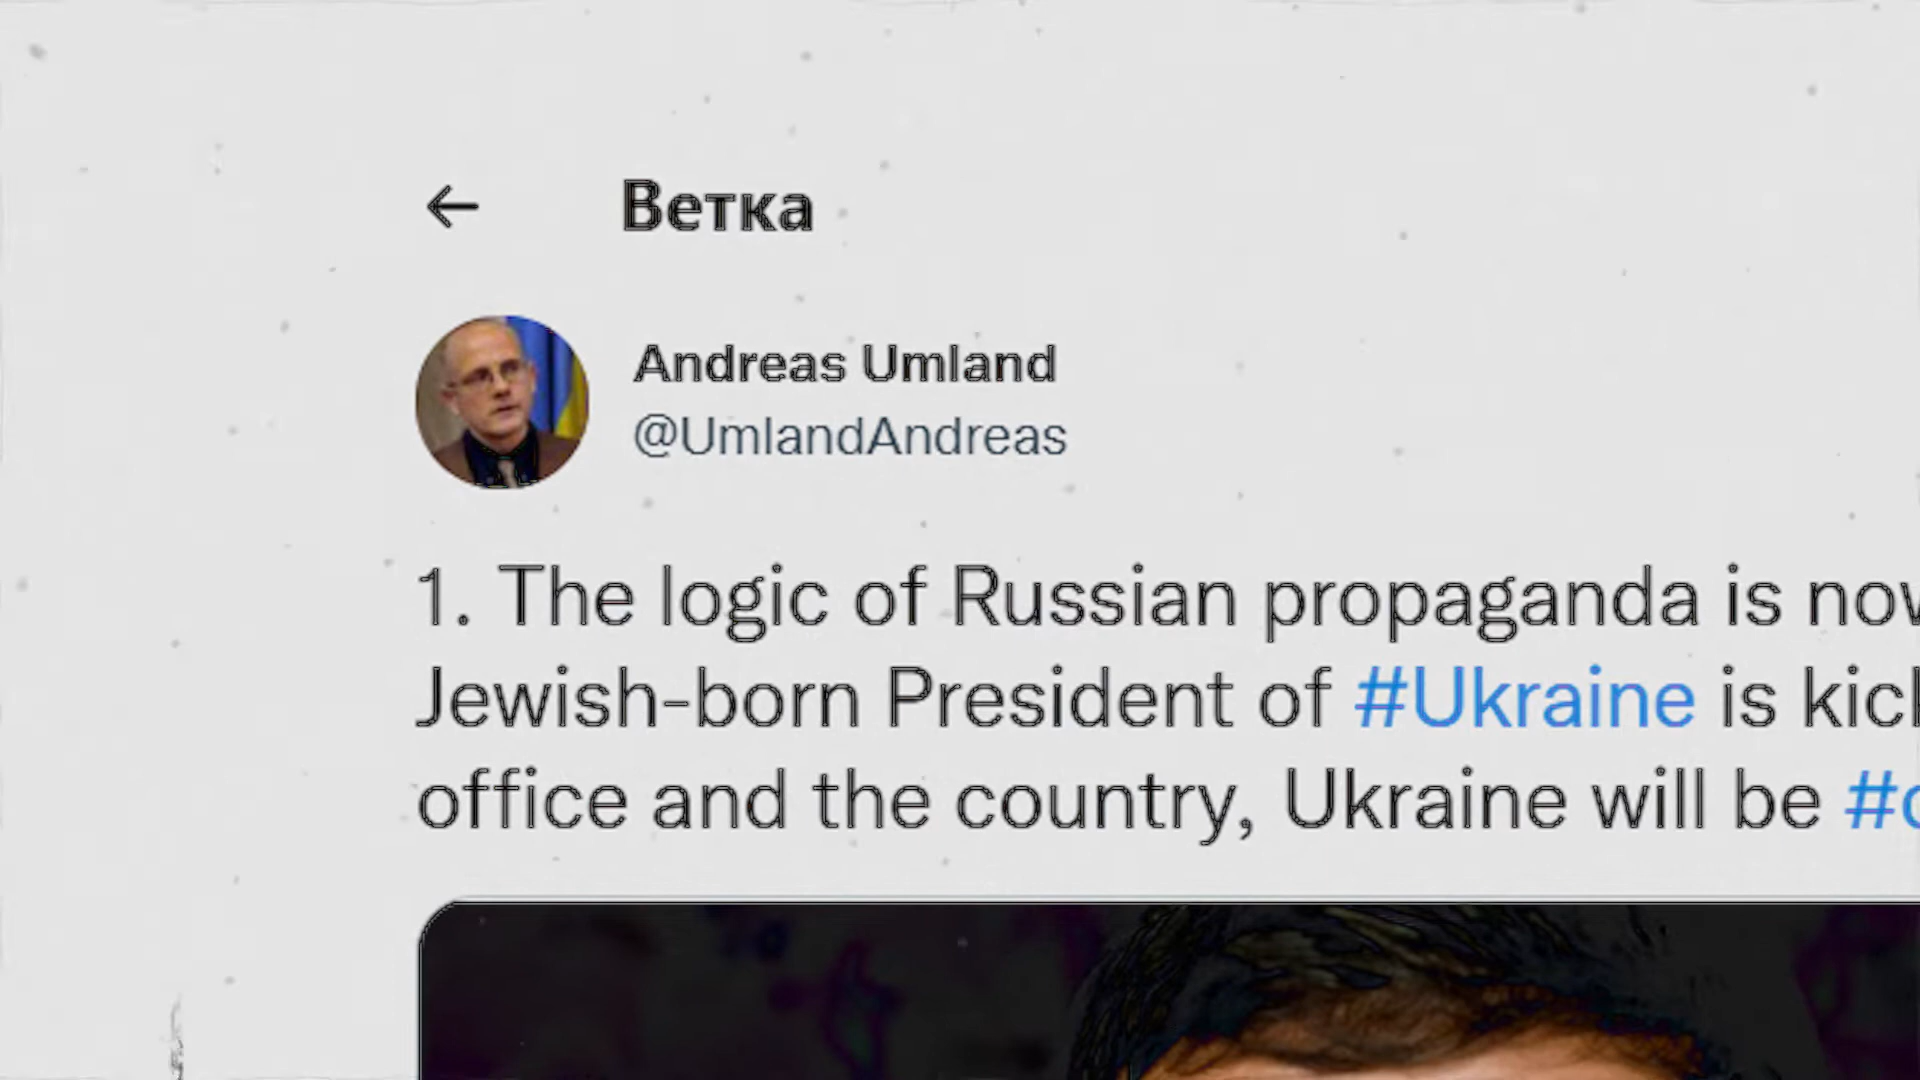 Ветка
Andreas Umland
@UmlandAndreas
1. The logic of Russian propaganda is
Jewish-born President of #Ukraine is
office and the country, Ukraine will be